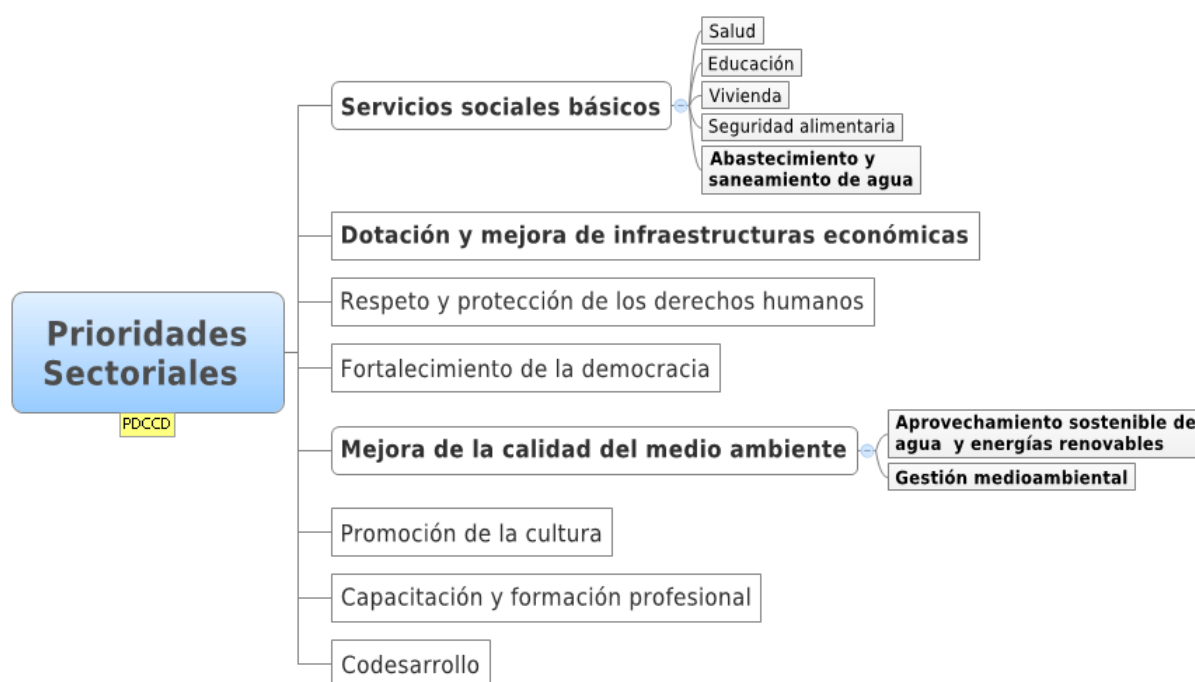 Prioridades
Sectoriales
PDCCD
Servicios sociales básicos
Salud
Educación
Vivienda
Seguridad alimentaria
Abastecimiento y
saneamiento de agua
Dotación y mejora de infraestructuras económicas
Respeto y protección de los derechos humanos
Fortalecimiento de la democracia
Mejora de la calidad del medio ambiente
Aprovechamiento sostenible de
agua y energías renovables
Gestión medioambiental
Promoción de la cultura
Capacitación y formación profesional
Codesarrollo